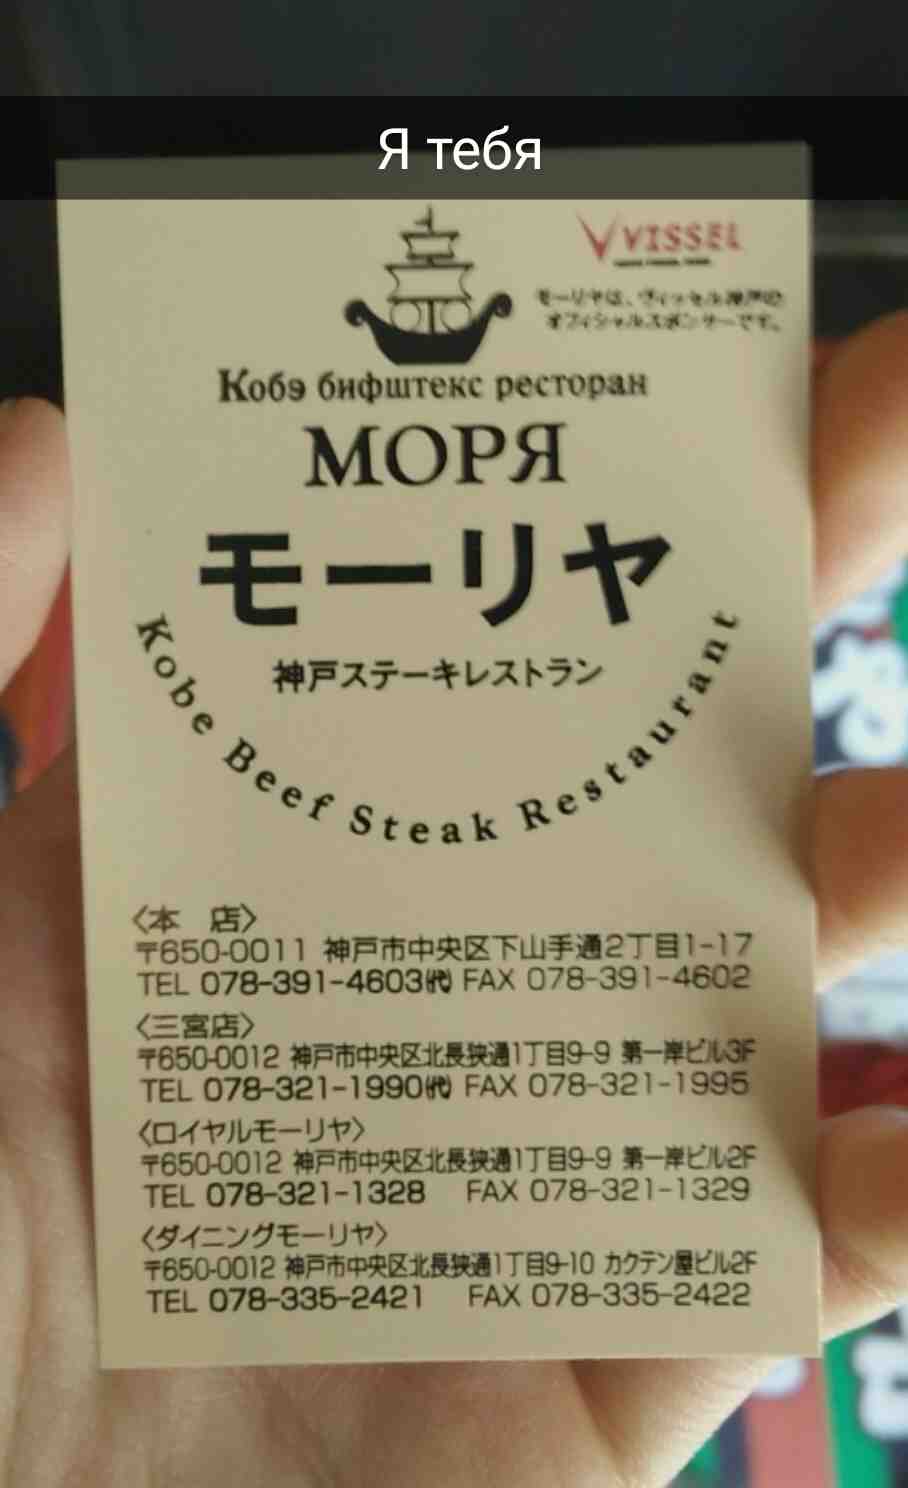 Я тебя
VISSEL
モーリヤは、ヴィッセル神戸の
オフィシャルスポンサーです。
Кобэ бифштекс ресторан
МОРЯ
モーリヤ
神戸ステーキレストラン
Kobe Beef Steak Restaurant
〈本 店〉
〒650-0011 神戸市中央区下山手通2丁目1-17
TEL 078-391-4603㈹ FAX 078-391-4602
〈三宮店〉
〒650-0012 神戸市中央区北長狭通1丁目9-9 第一岸ビル3F
TEL 078-321-1990㈹ FAX 078-321-1995
〈ロイヤルモーリヤ〉
〒650-0012 神戸市中央区北長狭通1丁目9-9 第一岸ビル2F
TEL 078-321-1328 FAX 078-321-1329
〈ダイニングモーリヤ〉
〒650-0012 神戸市中央区北長狭通1丁目9-10 カクテン屋ビル2F
TEL 078-335-2421 FAX 078-335-2422